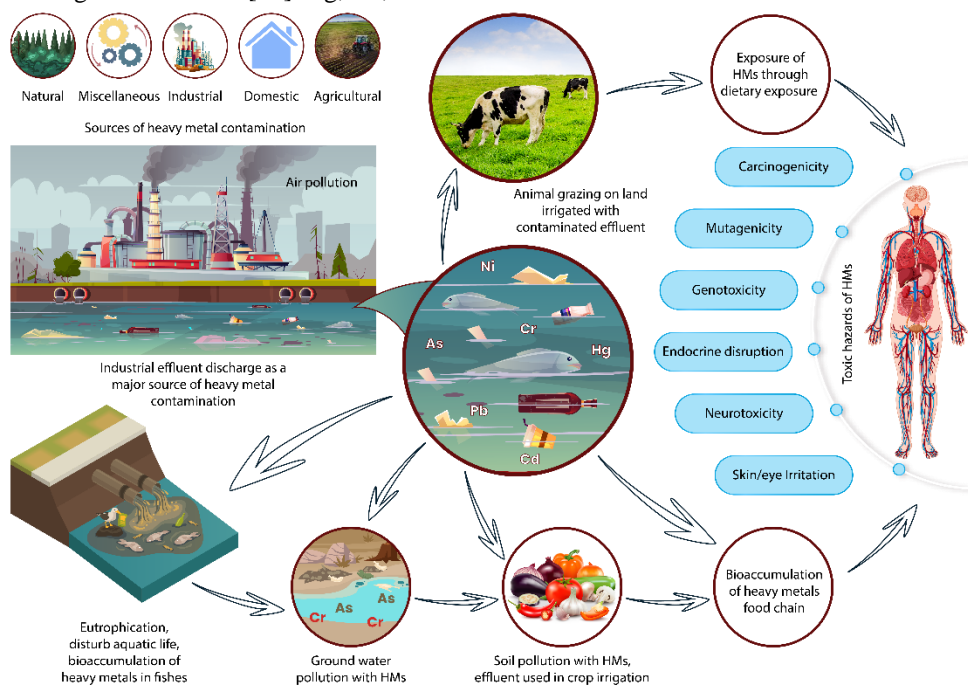 Natural
Miscellaneous
Industrial
Domestic
Agricultural
Sources of heavy metal contamination
Air pollution
Industrial effluent discharge as a
major source of heavy metal
contamination
Animal grazing on land
irrigated with
contaminated effluent
Exposure of
HMs through
dietary exposure
Ni
Cr
As
Hg
Pb
Cd
Carcinogenicity
Mutagenicity
Genotoxicity
Endocrine disruption
Neurotoxicity
Skin/eye Irritation
Toxic hazards of HMs
Eutrophication,
disturb aquatic life,
bioaccumulation of
heavy metals in fishes
As
As
Cr
Cr
Ground water
pollution with HMs
Soil pollution with HMs,
effluent used in crop irrigation
Bioaccumulation
of heavy metals
food chain